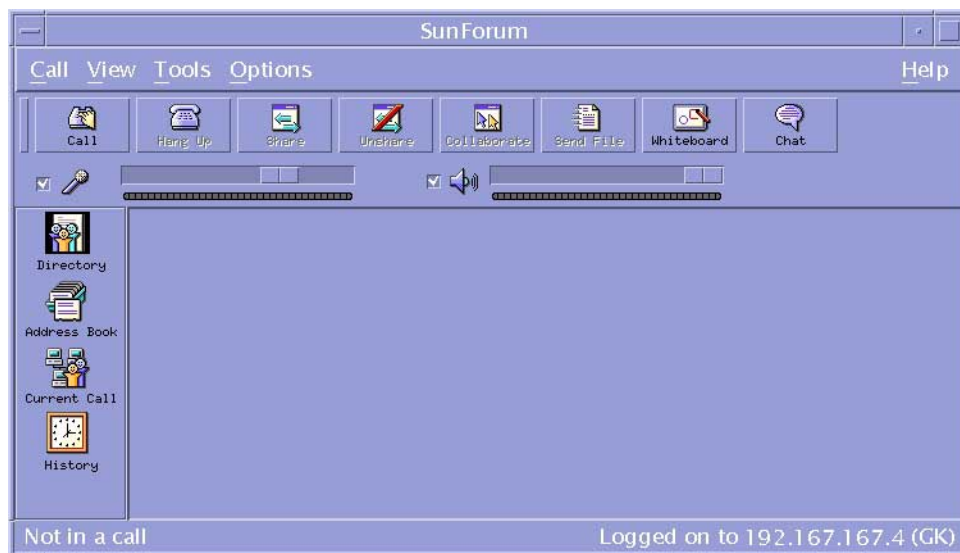 SunForum
Call View Tools Options Help
Call Hang Up Share Unshare Collaborate Send File Whiteboard Chat
Directory
Address Book
Current Call
History
Not in a call Logged on to 192.167.167.4 (GK)